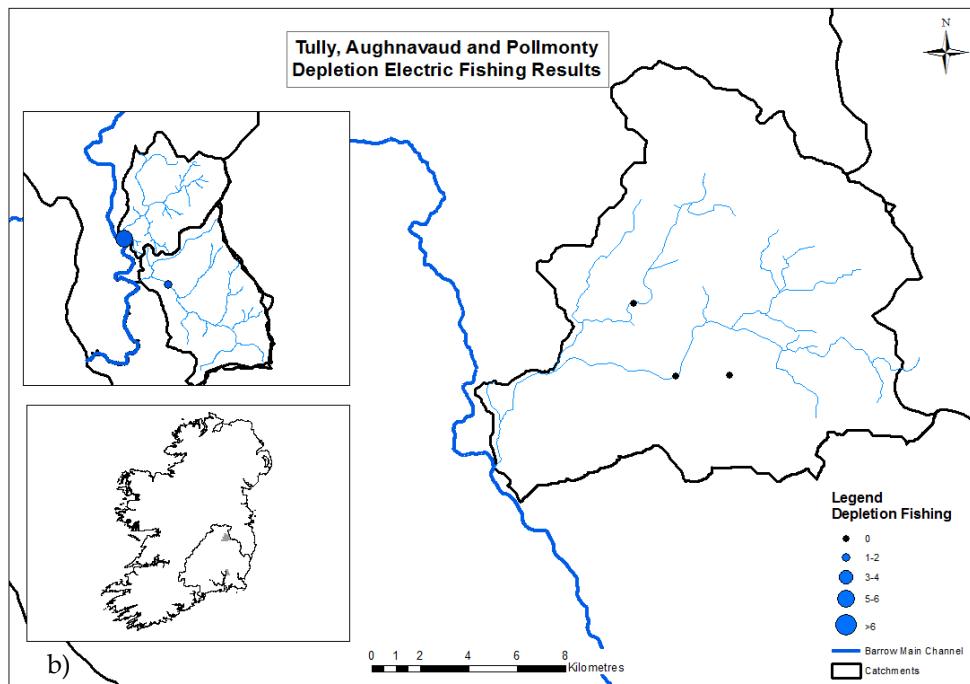 Tully, Aughnavaud and Pollmonty
Depletion Electric Fishing Results
N
Legend
Depletion Fishing
0
1-2
3-4
5-6
>6
Barrow Main Channel
Catchments
0 2 4 6 8
Kilometres
b)